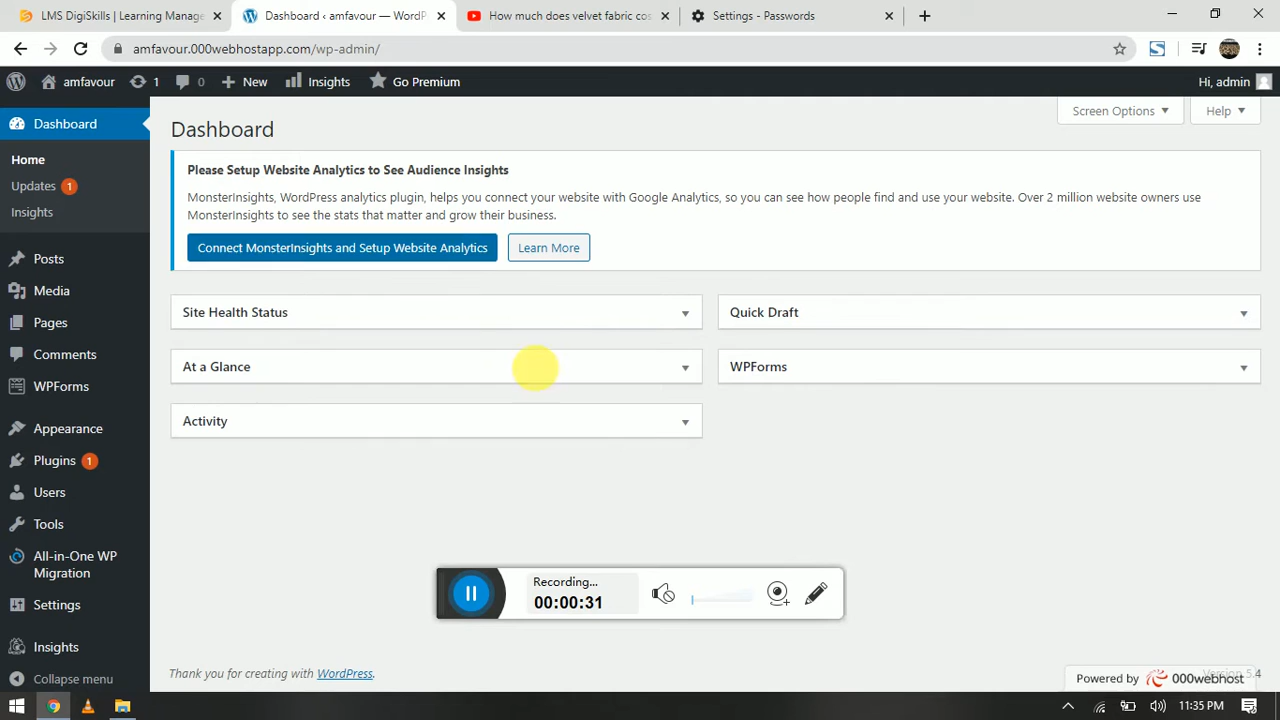 LMS DigiSkills | Learning Manage
Dashboard ‹ amfavour — WordP
How much does velvet fabric cos
Settings - Passwords
amfavour.000webhostapp.com/wp-admin/
amfavour
1
0
New
Insights
Go Premium
Hi, admin
Dashboard
Home
Updates 1
Insights
Posts
Media
Pages
Comments
WPForms
Appearance
Plugins 1
Users
Tools
All-in-One WP
Migration
Settings
Insights
Collapse menu
Screen Options
Help
Dashboard
Please Setup Website Analytics to See Audience Insights
MonsterInsights, WordPress analytics plugin, helps you connect your website with Google Analytics, so you can see how people find and use your website. Over 2 million website owners use
MonsterInsights to see the stats that matter and grow their business.
Connect MonsterInsights and Setup Website Analytics
Learn More
Site Health Status
Quick Draft
At a Glance
WPForms
Activity
Recording...
00:00:31
Thank you for creating with WordPress.
Version 5.4
Powered by 000webhost
11:35 PM